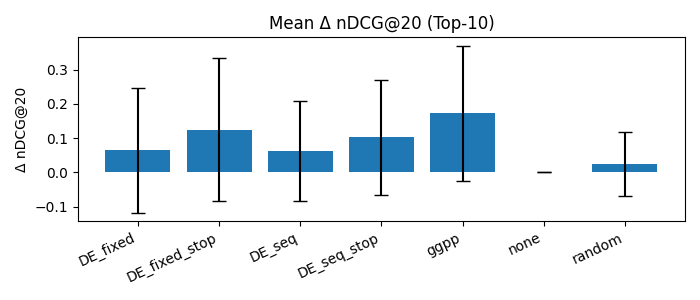 Mean Δ nDCG@20 (Top-10)
Δ nDCG@20
0.3
0.2
0.1
0.0
−0.1
DE_fixed
DE_fixed_stop
DE_seq
DE_seq_stop
ggpp
none
random